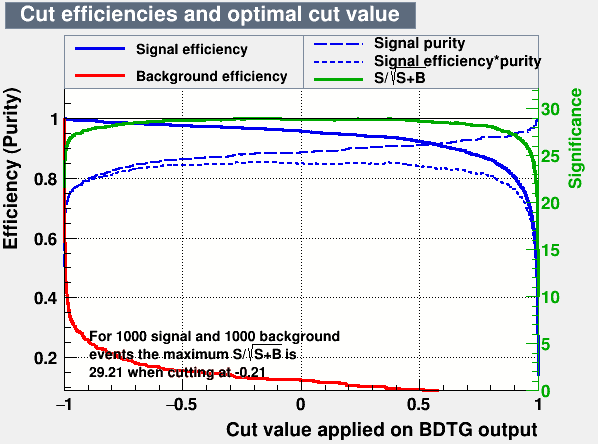 Cut efficiencies and optimal cut value
Signal efficiency
Background efficiency
Signal purity
Signal efficiency*purity
S/√S+B
Efficiency (Purity)
1
0.8
0.6
0.4
0.2
30
25
20
15
10
5
0
Significance
For 1000 signal and 1000 background
events the maximum S/√S+B is
29.21 when cutting at -0.21
−1
−0.5
0
0.5
1
Cut value applied on BDTG output